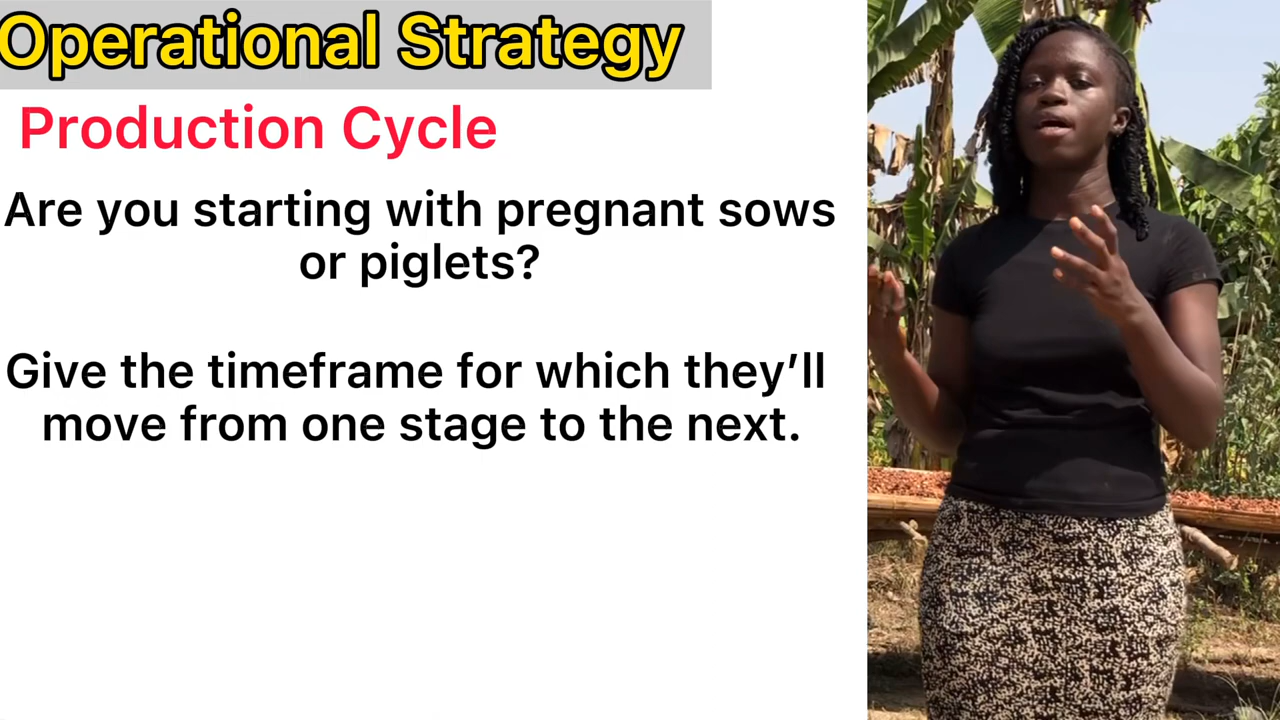 Operational Strategy
Production Cycle
Are you starting with pregnant sows
or piglets?
Give the timeframe for which they’ll
move from one stage to the next.